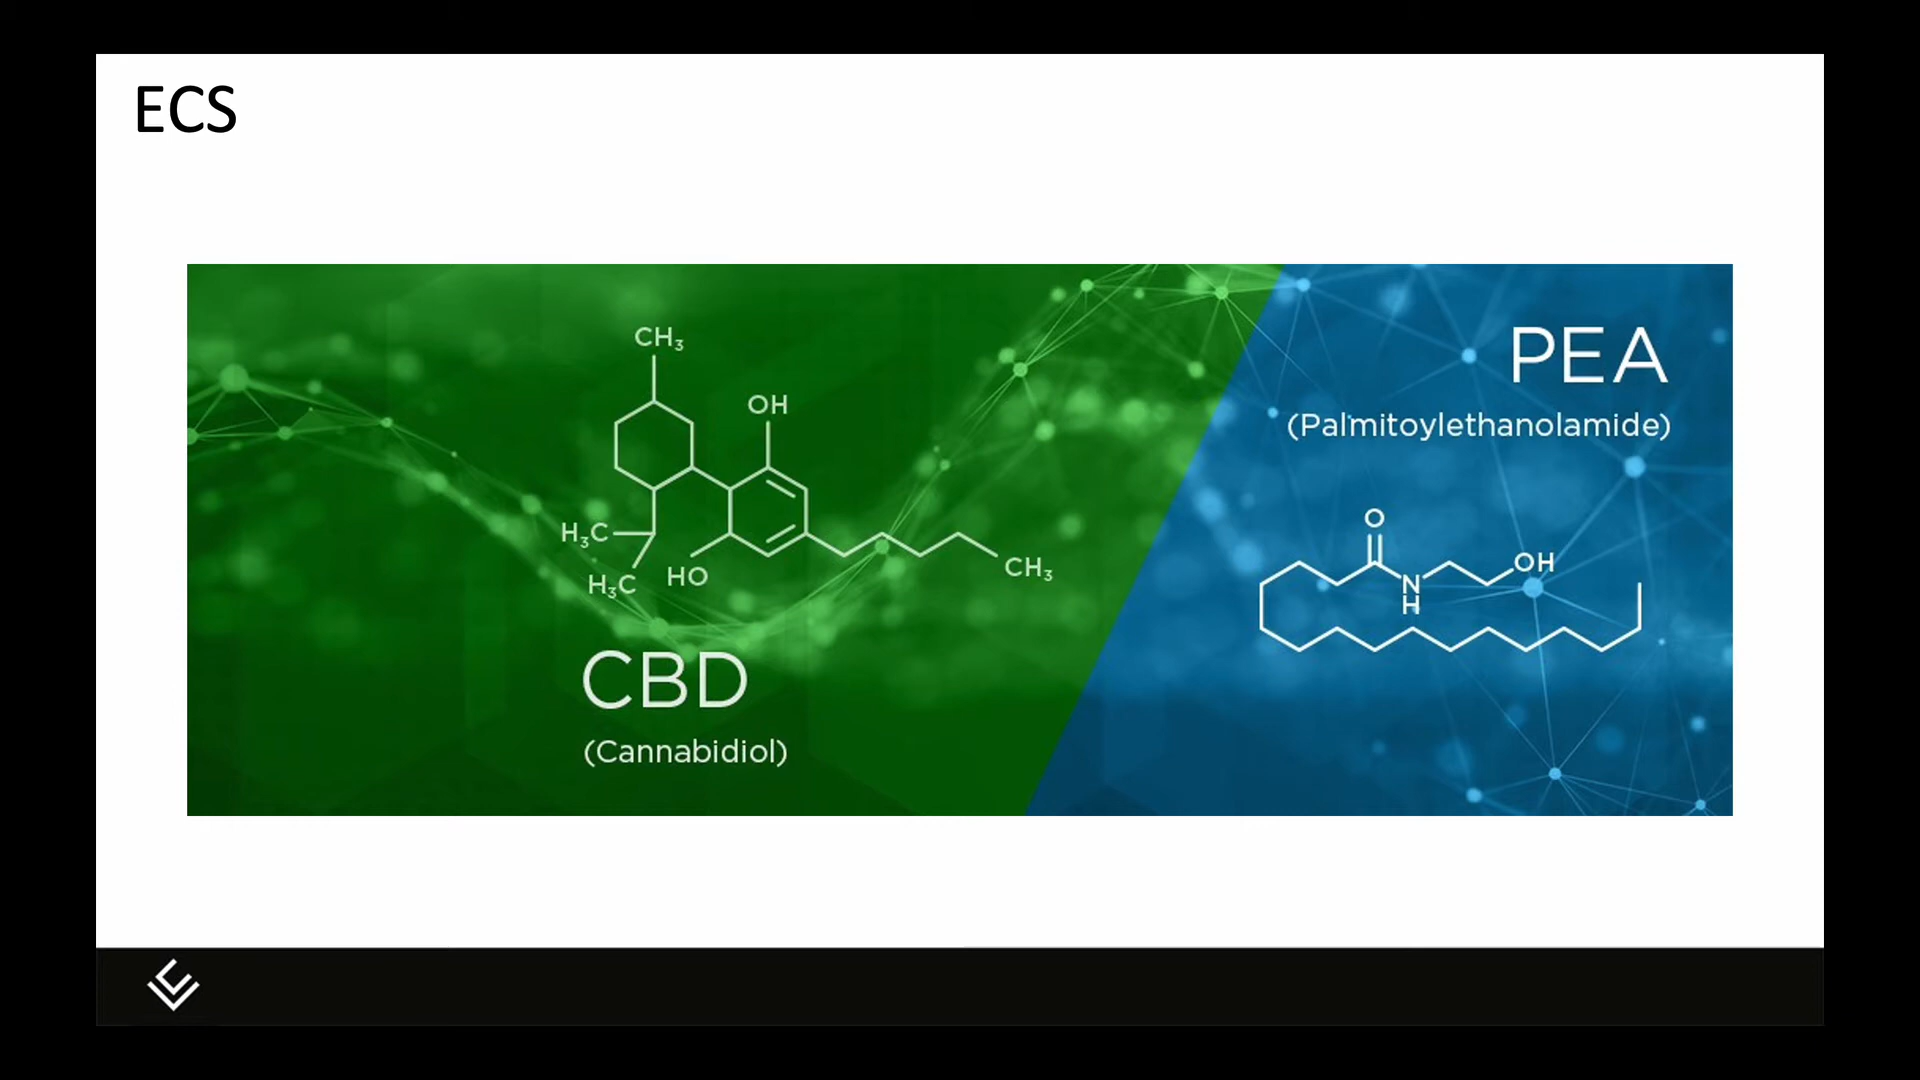 ECS
CH₃
OH
H₃C
H₃C
HO
CH₃
CBD
(Cannabidiol)
PEA
(Palmitoylethanolamide)
O
OH
N
H